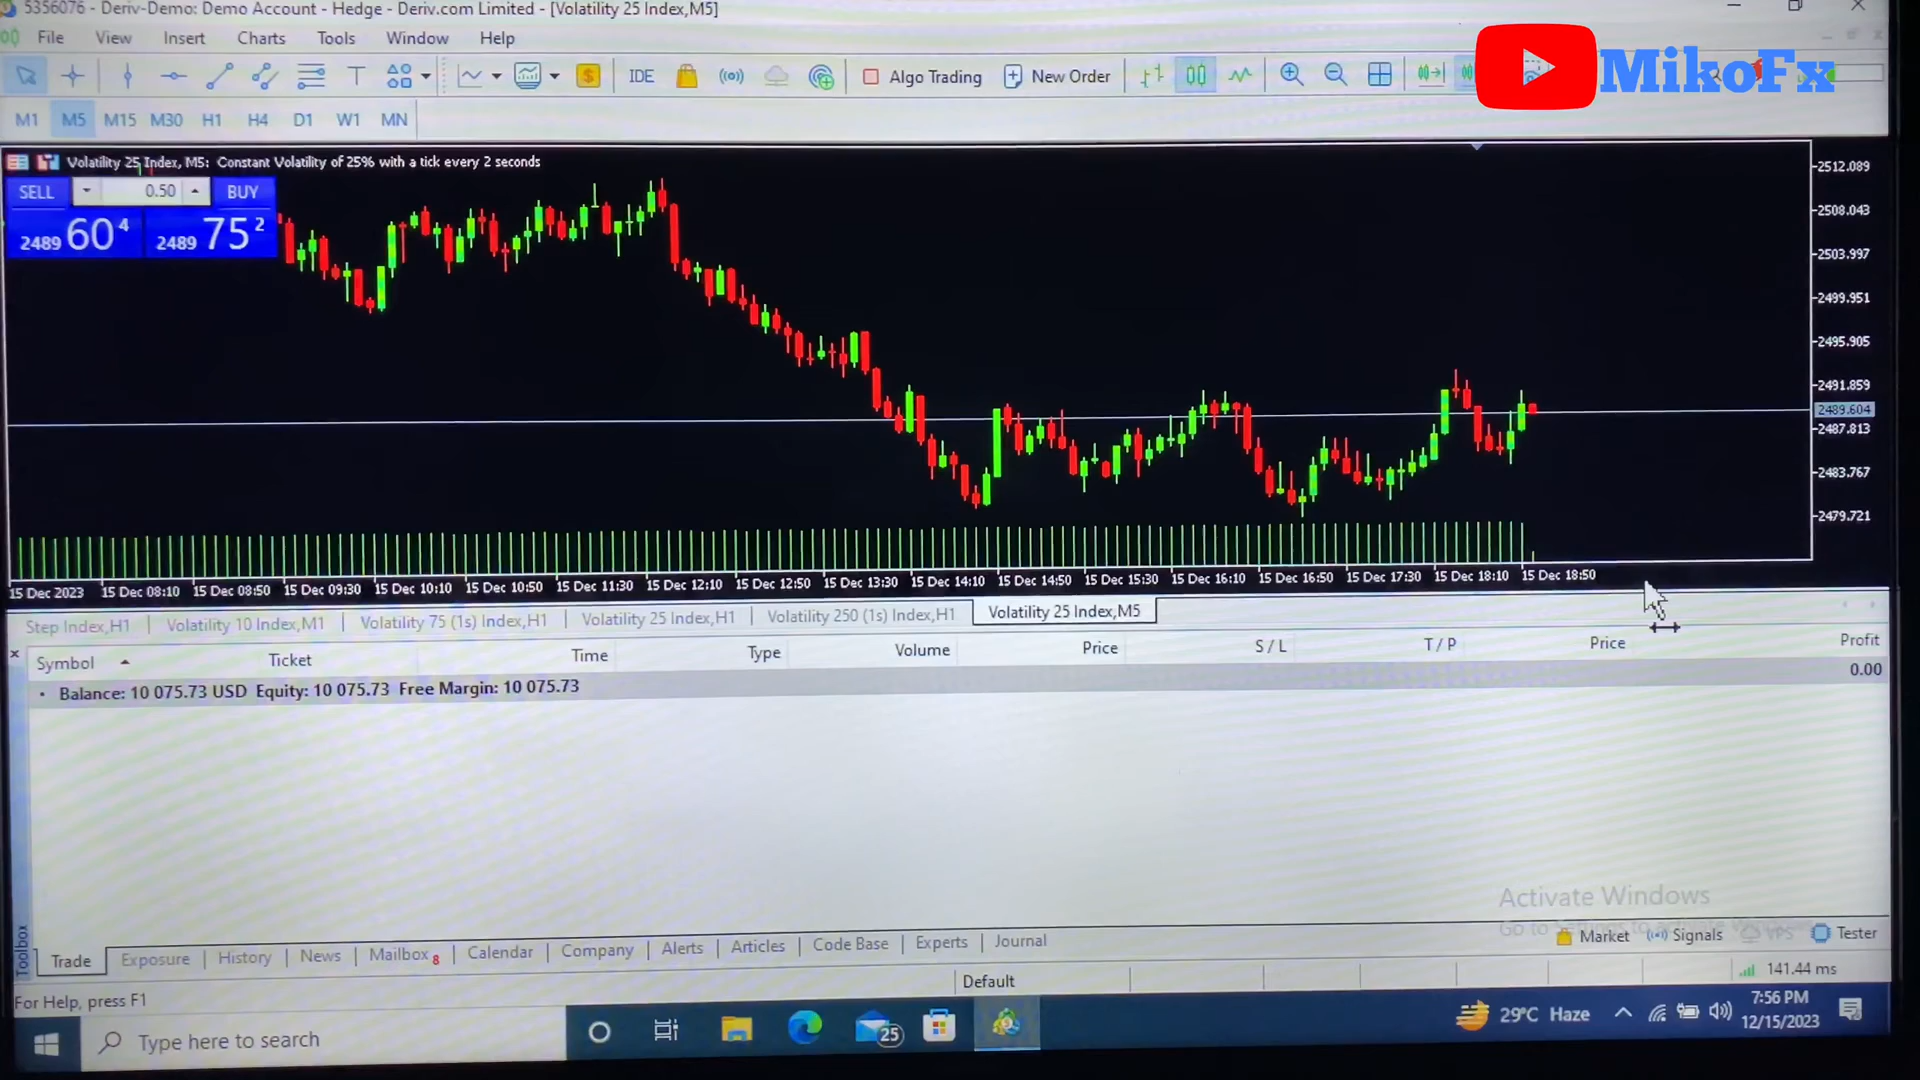 5356076 - Deriv-Demo: Demo Account - Hedge - Deriv.com Limited - [Volatility 25 Index,M5]
File View Insert Charts Tools Window Help
IDE Algo Trading New Order
MikoFx
M1 M5 M15 M30 H1 H4 D1 W1 MN
Volatility 25 Index, M5: Constant Volatility of 25% with a tick every 2 seconds
SELL 0.50 BUY
2489 60 4 2489 75 2
2512.089
2508.043
2503.997
2499.951
2495.905
2491.859
2489.604
2487.813
2483.767
2479.721
15 Dec 2023 15 Dec 08:10 15 Dec 08:50 15 Dec 09:30 15 Dec 10:10 15 Dec 10:50 15 Dec 11:30 15 Dec 12:10 15 Dec 12:50 15 Dec 13:30 15 Dec 14:10 15 Dec 14:50 15 Dec 15:30 15 Dec 16:10 15 Dec 16:50 15 Dec 17:30 15 Dec 18:10 15 Dec 18:50
Step Index,H1 Volatility 10 Index,M1 Volatility 75 (1s) Index,H1 Volatility 25 Index,H1 Volatility 250 (1s) Index,H1 Volatility 25 Index,M5
Symbol Ticket Time Type Volume Price S / L T / P Price Profit
Balance: 10 075.73 USD Equity: 10 075.73 Free Margin: 10 075.73 0.00
Activate Windows
Go to Settings to activate
Market Signals VPS Tester
Toolbox
Trade Exposure History News Mailbox 8 Calendar Company Alerts Articles Code Base Experts Journal
For Help, press F1 Default 141.44 ms
Type here to search 25 29°C Haze 7:56 PM
12/15/2023